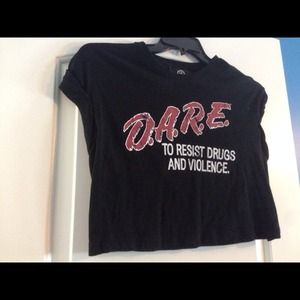 D.A.R.E.
TO RESIST DRUGS
AND VIOLENCE.